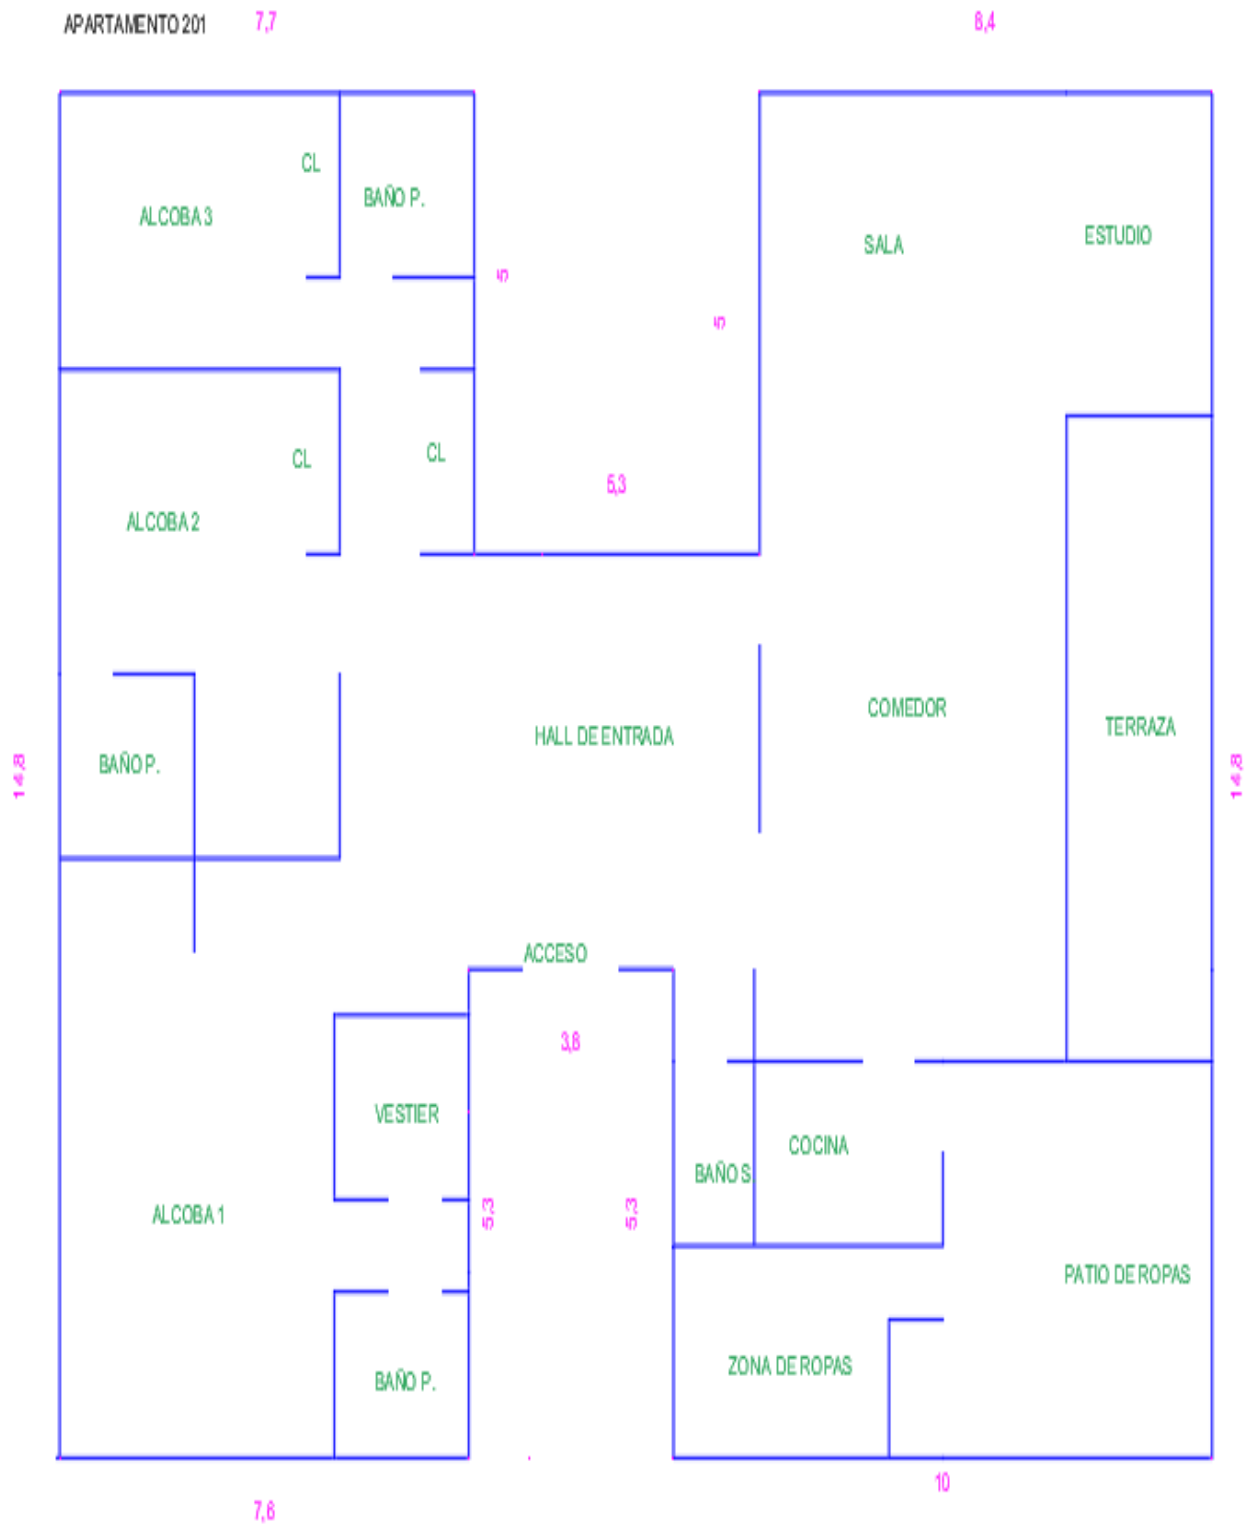 APARTAMENTO 201
7,7
8,4
CL
BAÑO P.
ALCOBA 3
SALA
ESTUDIO
5
5
CL
CL
5,3
ALCOBA 2
COMEDOR
TERRAZA
HALL DE ENTRADA
BAÑO P.
14,8
14,8
ACCESO
3,8
VESTIER
COCINA
BAÑO S
ALCOBA 1
5,3
5,3
PATIO DE ROPAS
ZONA DE ROPAS
BAÑO P.
10
7,6